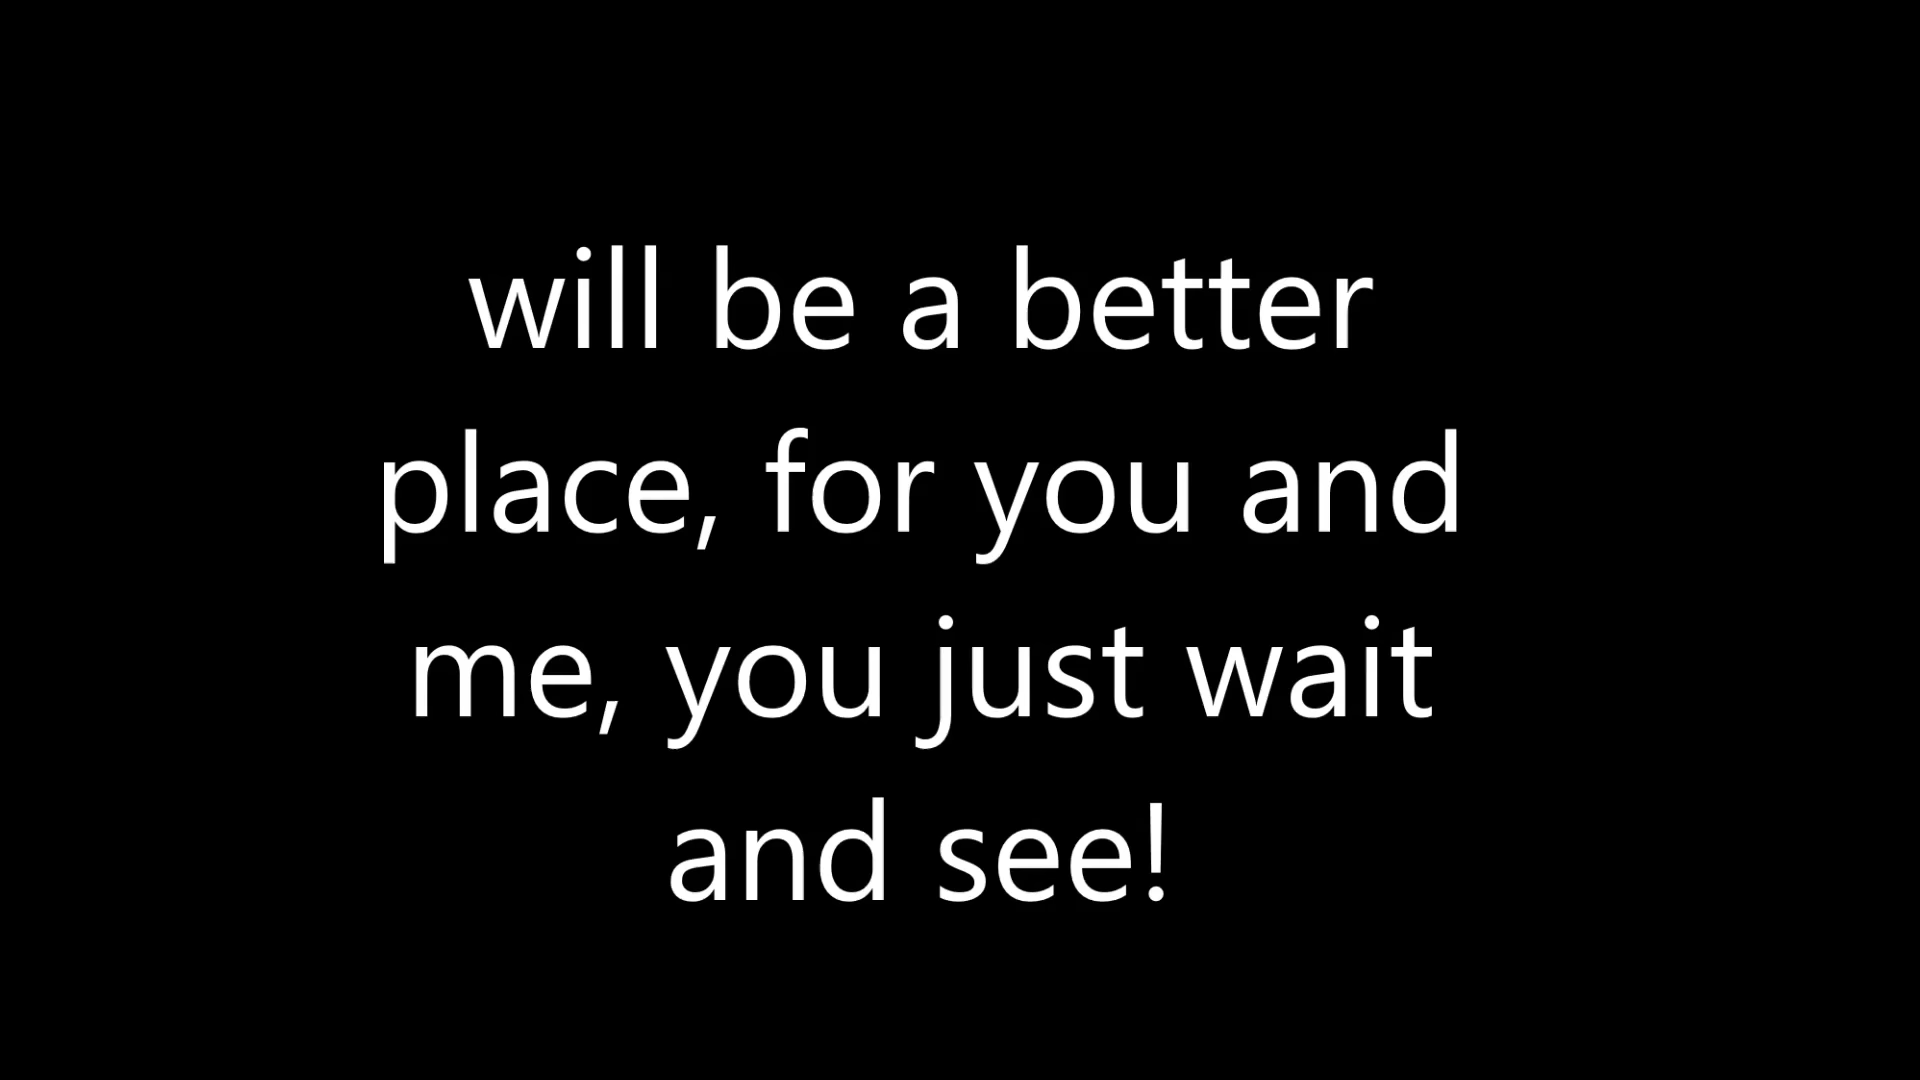 will be a better
place, for you and
me, you just wait
and see!